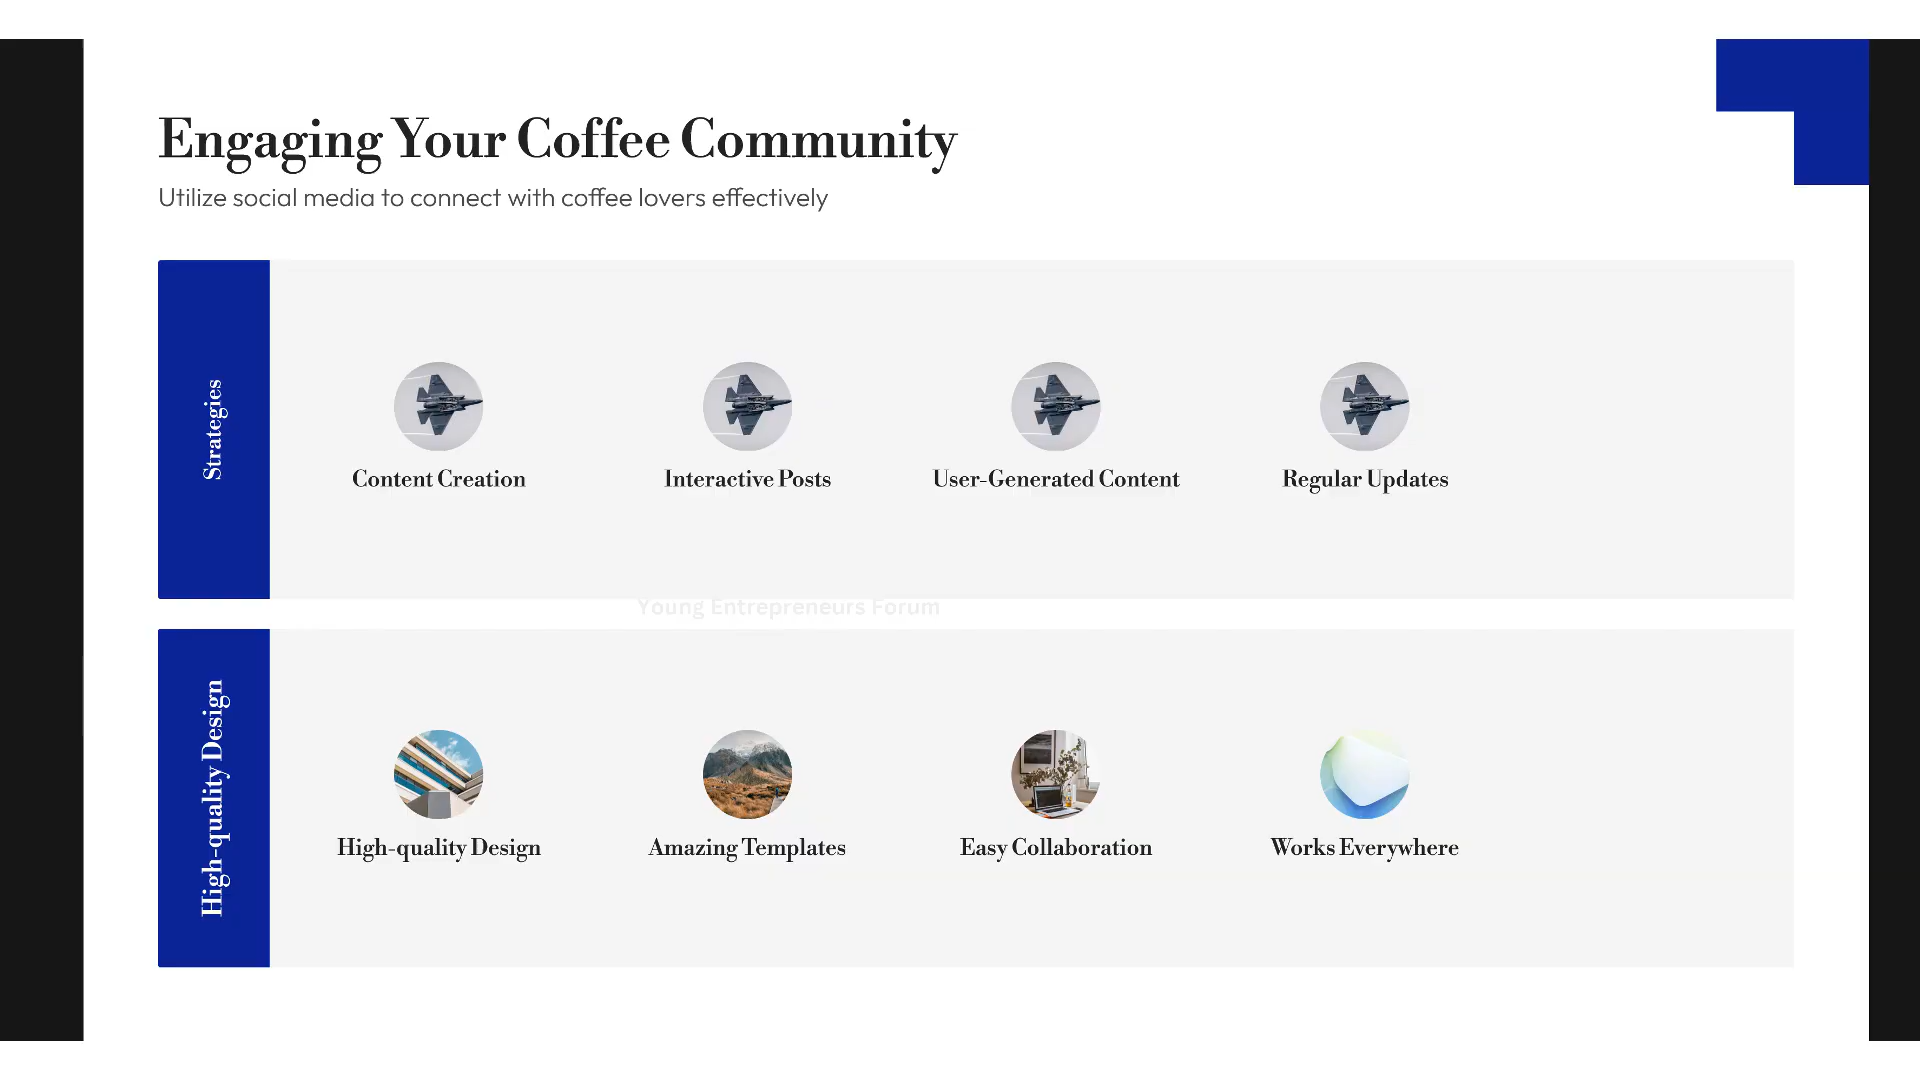 Engaging Your Coffee Community
Utilize social media to connect with coffee lovers effectively
Strategies
Content Creation
Interactive Posts
User-Generated Content
Regular Updates
Young Entrepreneurs Forum
High-quality Design
High-quality Design
Amazing Templates
Easy Collaboration
Works Everywhere